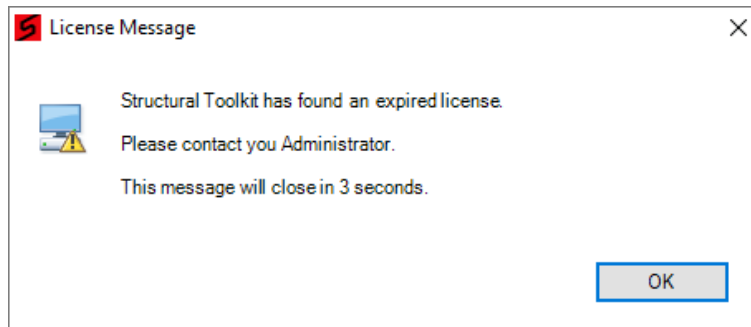 License Message
Structural Toolkit has found an expired license.
Please contact you Administrator.
This message will close in 3 seconds.
OK